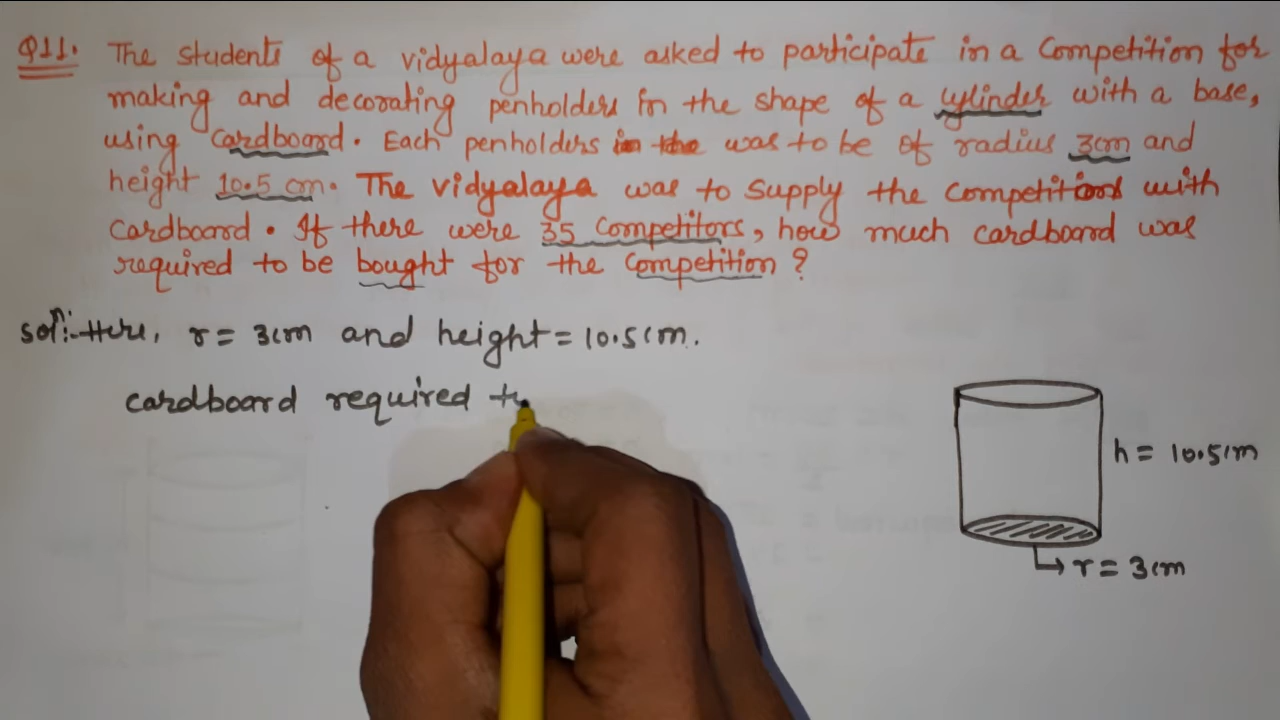 Q11. The students of a vidyalaya were asked to participate in a Competition for
making and decorating penholders in the shape of a cylinder with a base,
using cardboard. Each penholders in the was to be of radius 3cm and
height 10.5 cm. The vidyalaya was to supply the competitors with
cardboard. If there were 35 Competitors, how much cardboard was
required to be bought for the Competition?
Solⁿ:- Here, r = 3cm and height = 10.5cm.
cardboard required
h = 10.5cm
r = 3cm